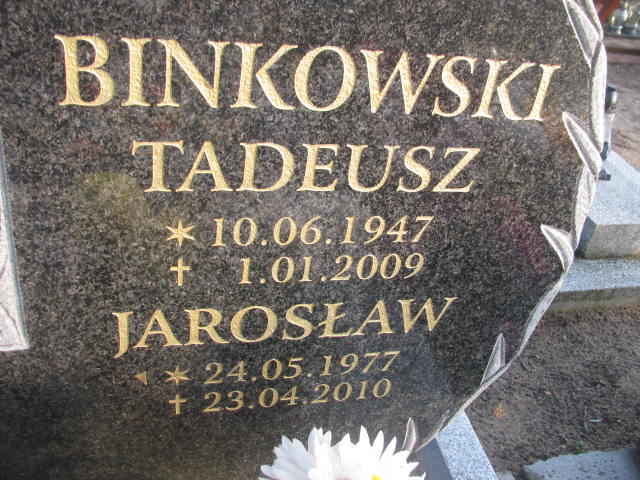 BINKOWSKI
TADEUSZ
* 10.06.1947
† 1.01.2009
JAROSŁAW
* 24.05.1977
† 23.04.2010